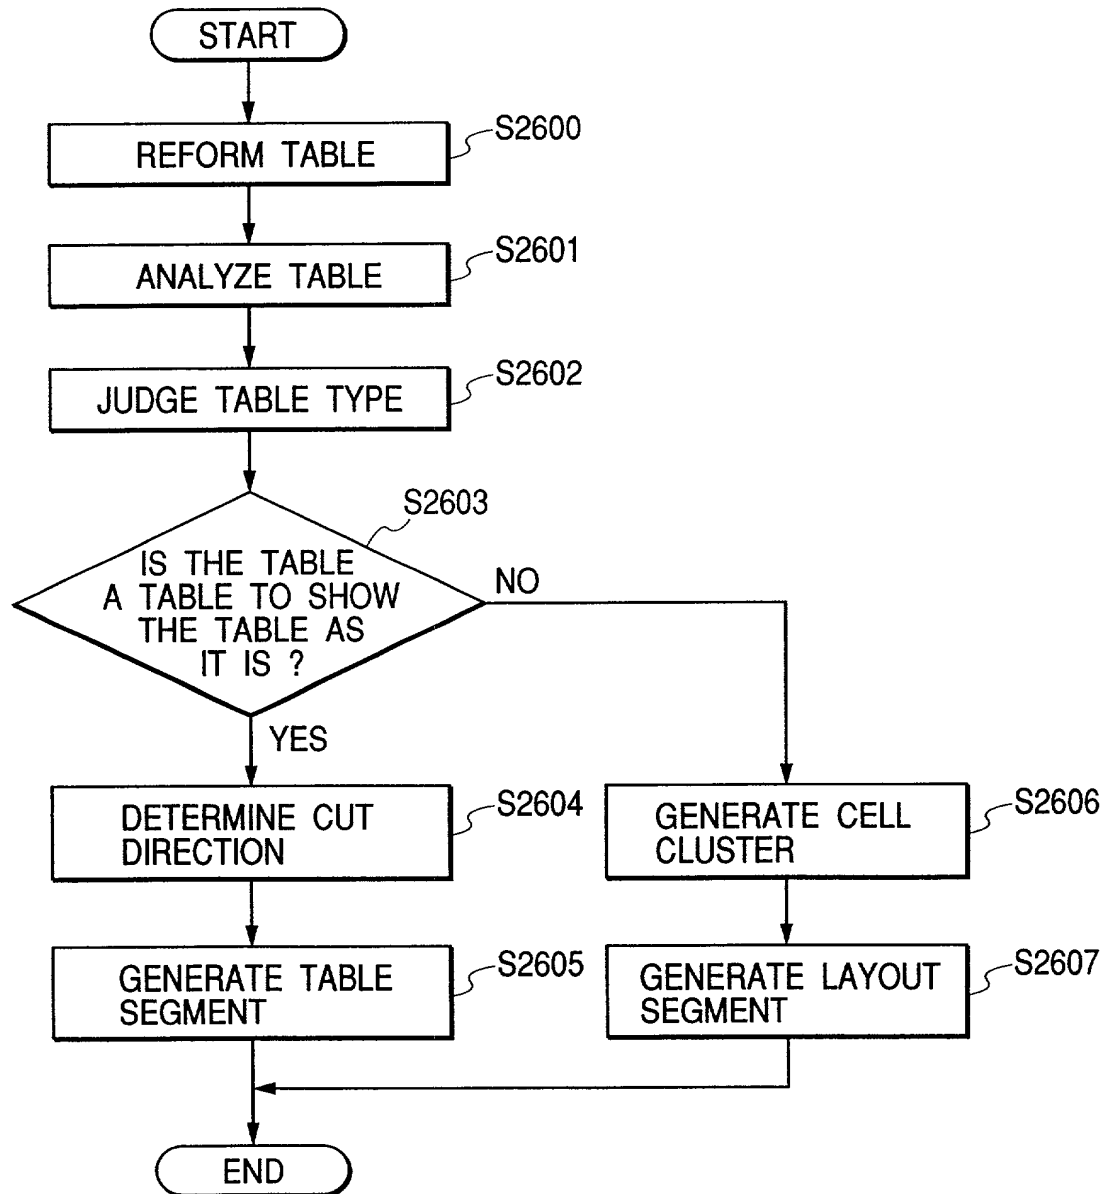 START
REFORM TABLE
S2600
ANALYZE TABLE
S2601
JUDGE TABLE TYPE
S2602
S2603
IS THE TABLE
A TABLE TO SHOW
THE TABLE AS
IT IS ?
NO
YES
DETERMINE CUT
DIRECTION
S2604
GENERATE CELL
CLUSTER
S2606
GENERATE TABLE
SEGMENT
S2605
GENERATE LAYOUT
SEGMENT
S2607
END